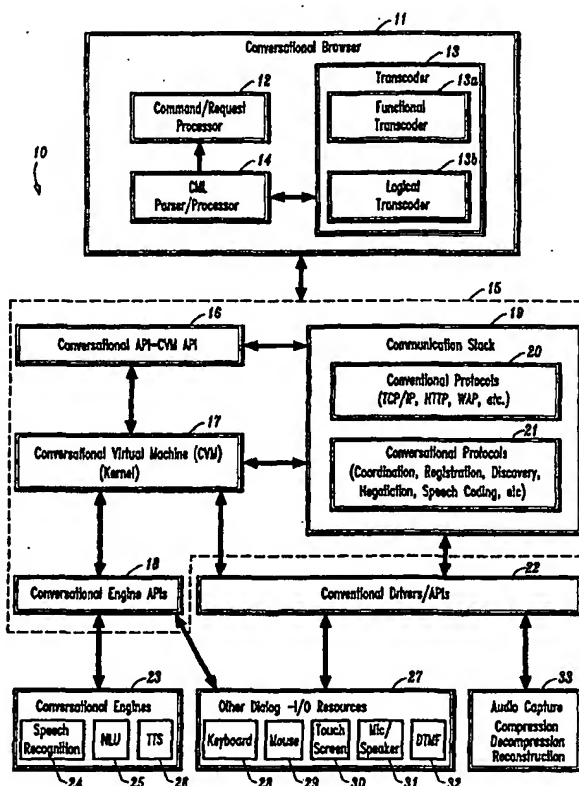 11
Conversational Browser
13
Transcoder
12
13a
Command/Request
Processor
Functional
Transcoder
10
14
13b
CML
Parser/Processor
Logical
Transcoder
15
16
19
Conversational API-CVM API
Communication Stack
20
Conventional Protocols
(TCP/IP, HTTP, WAP, etc.)
17
21
Conversational Virtual Machine (CVM)
(Kernel)
Conversational Protocols
(Coordination, Registration, Discovery,
Negatiction, Speech Coding, etc)
18
22
Conversational Engine APIs
Conventional Drivers/APIs
23
27
33
Conversational Engines
Other Dialog -I/O Resources
Audio Capture
Compression
Decompression
Reconstruction
Speech
Recognition
NLU
TTS
Keyboard
Mouse
Touch
Screen
Mic/
Speaker
DTMF
24
25
26
28
29
30
31
32